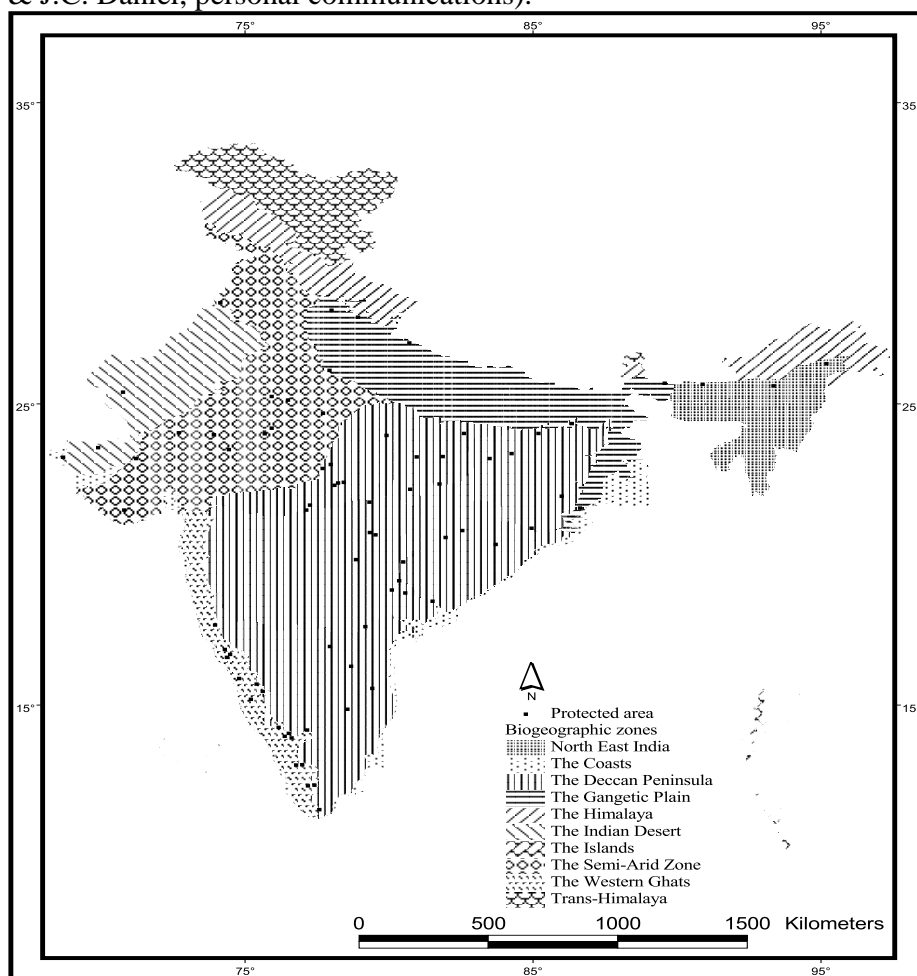 & J.C. Daniel, personal communications).
75° 85° 95°
35° 35°
25° 25°
15° 15°
N
Protected area
Biogeographic zones
North East India
The Coasts
The Deccan Peninsula
The Gangetic Plain
The Himalaya
The Indian Desert
The Islands
The Semi-Arid Zone
The Western Ghats
Trans-Himalaya
0 500 1000 1500 Kilometers
75° 85° 95°